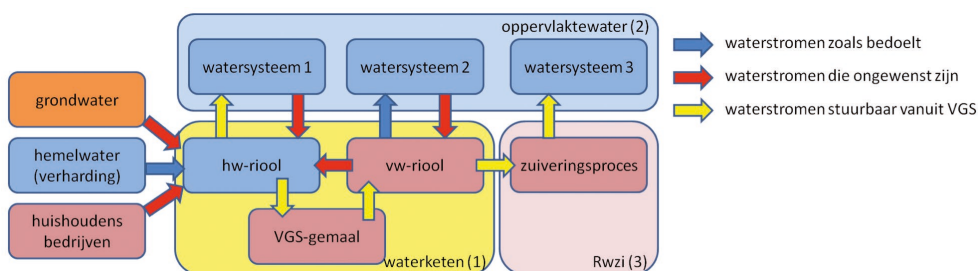 oppervlaktewater (2)
watersysteem 1
watersysteem 2
watersysteem 3
waterstromen zoals bedoelt
waterstromen die ongewenst zijn
waterstromen stuurbaar vanuit VGS
grondwater
hemelwater
(verharding)
huishoudens
bedrijven
hw-riool
vw-riool
zuiveringsproces
VGS-gemaal
waterketen (1)
Rwzi (3)